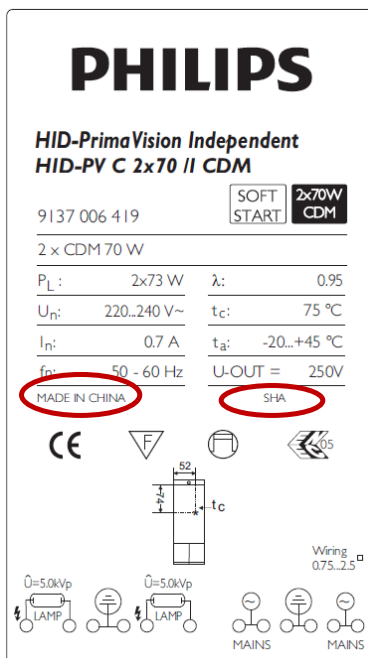 PHILIPS
HID-PrimaVision Independent
HID-PV C 2x70 /I CDM
9137 006 419
SOFT START
2x70W CDM
2 x CDM 70 W
PL : 2x73 W λ: 0.95
Un: 220...240 V~ tc: 75 °C
In: 0.7 A ta: -20...+45 °C
fn: 50 - 60 Hz U-OUT = 250V
MADE IN CHINA SHA
CE F 05
52
74
tc
Wiring
0.75...2.5
Û=5.0kVp Û=5.0kVp
LAMP LAMP
MAINS MAINS